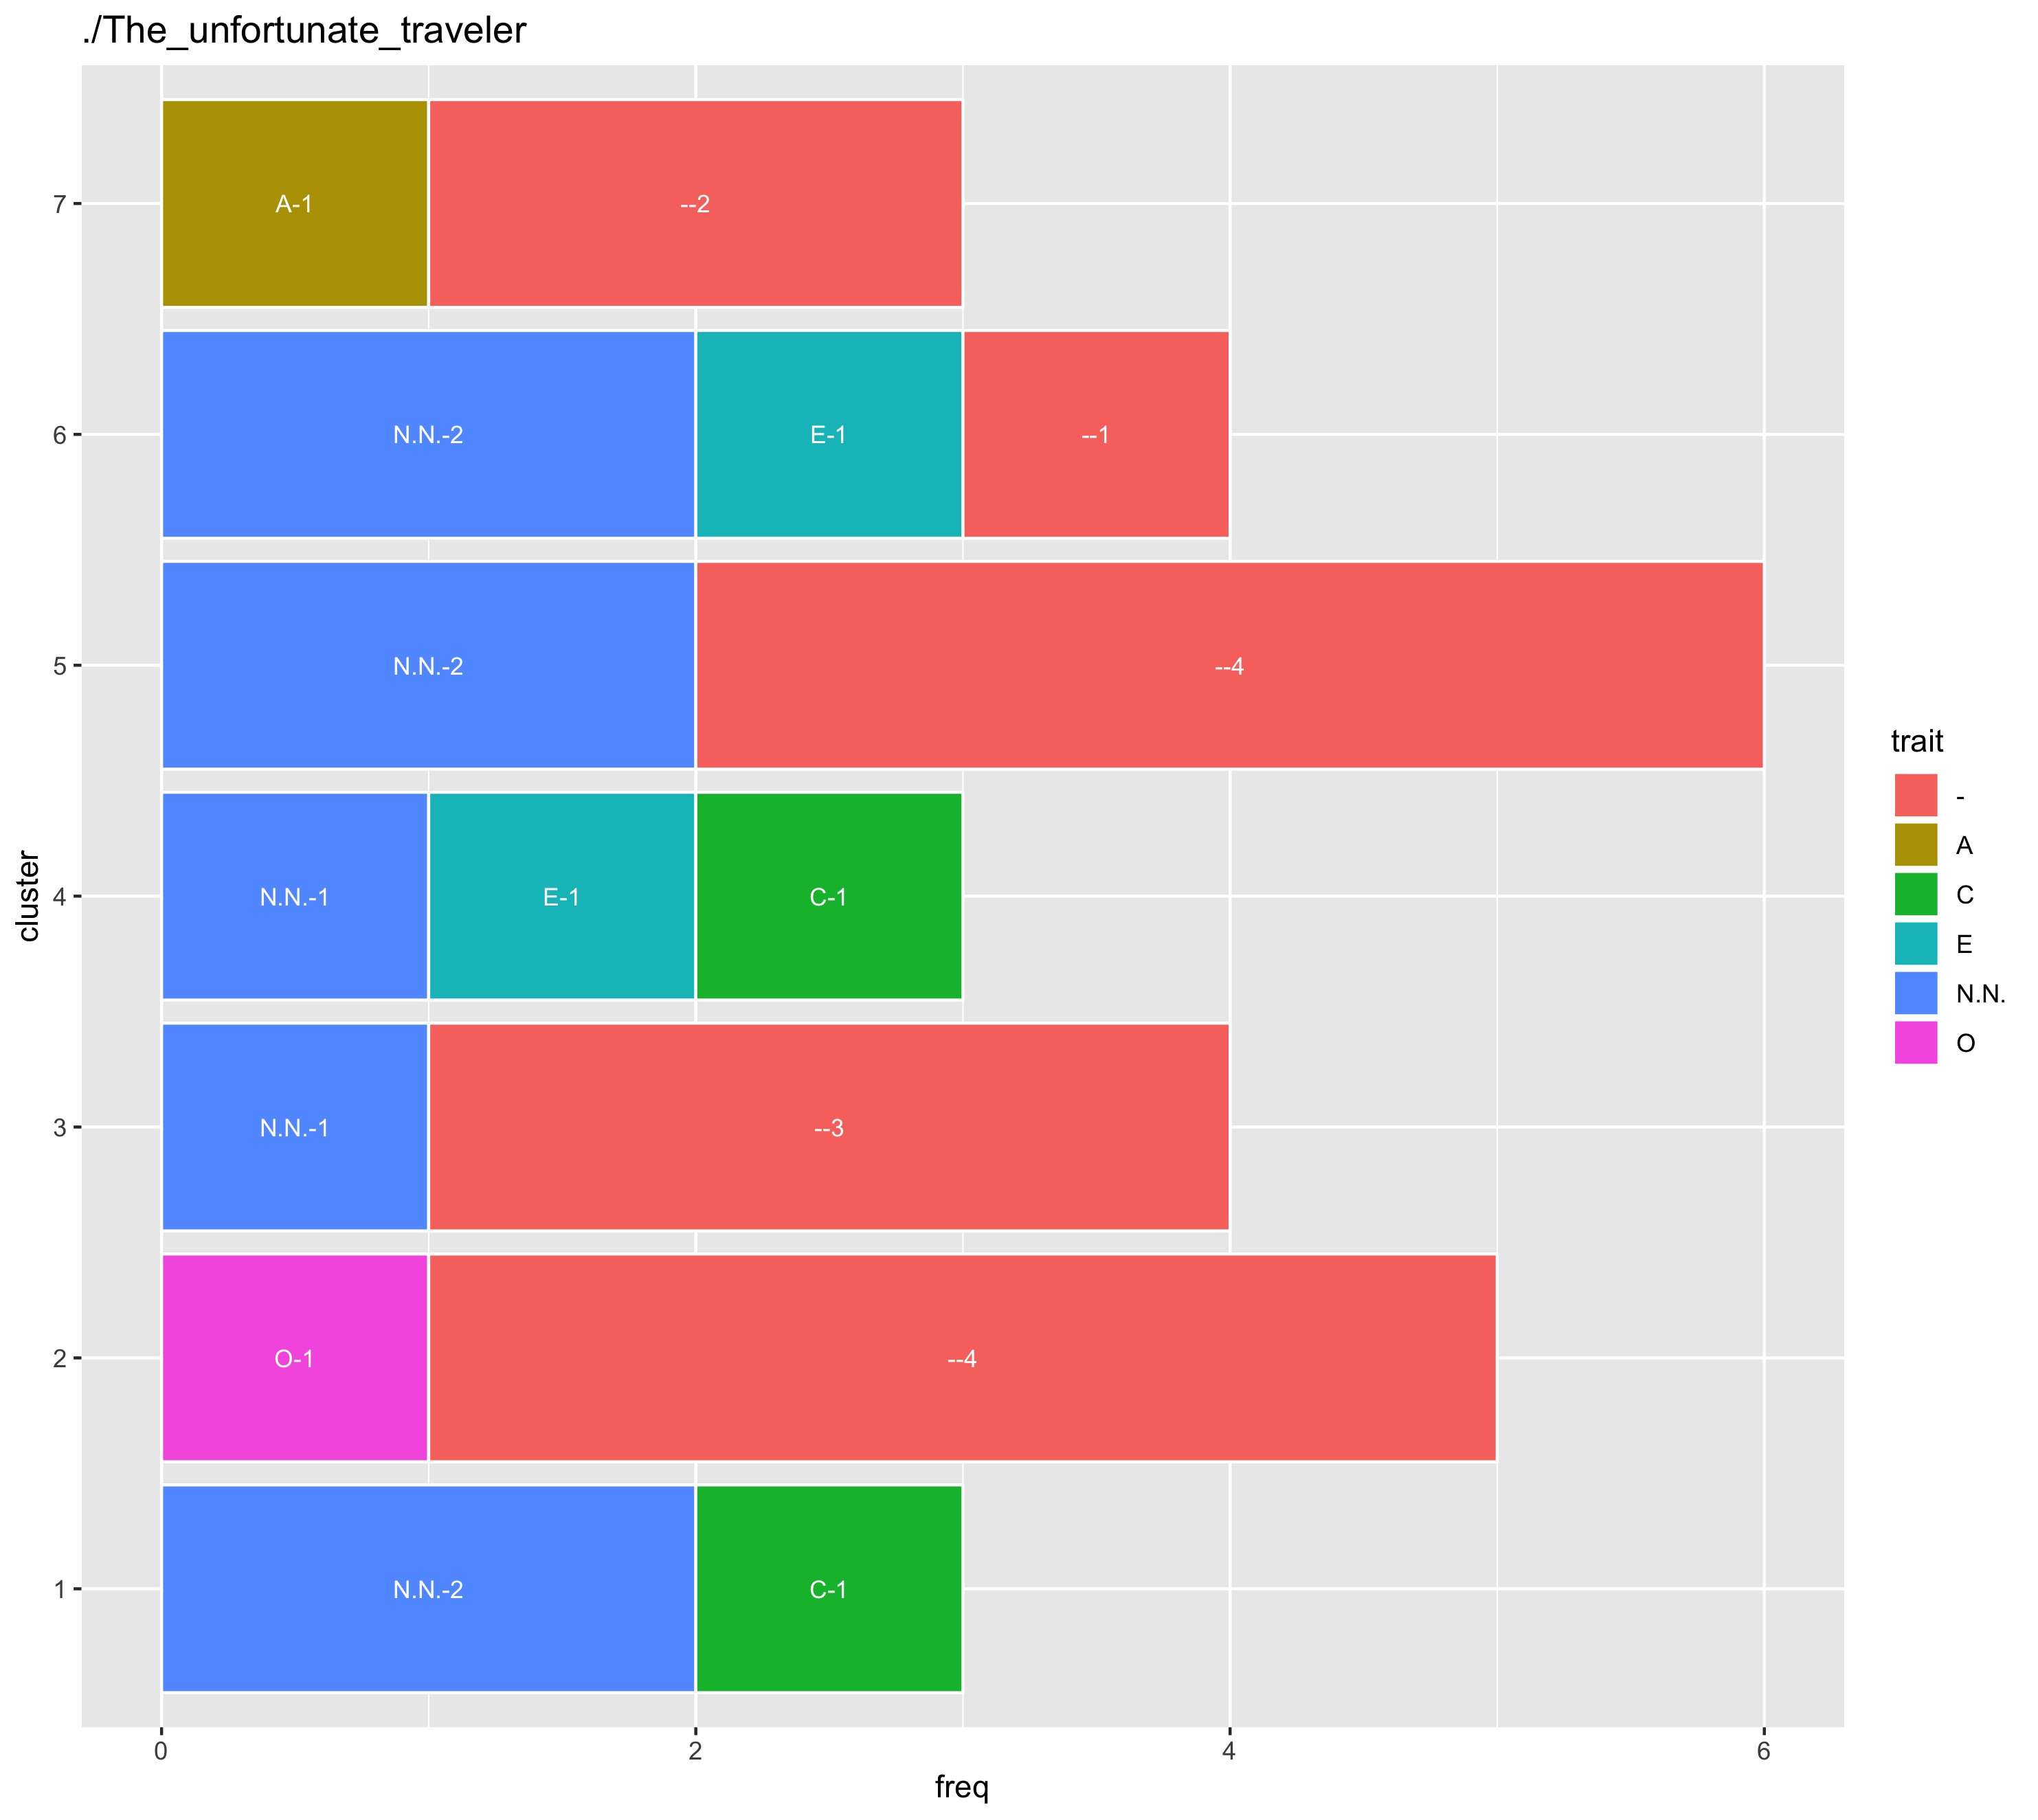 ./The_unfortunate_traveler
7
A-1
--2
6
N.N.-2
E-1
--1
5
N.N.-2
--4
4
N.N.-1
E-1
C-1
3
N.N.-1
--3
2
O-1
--4
1
N.N.-2
C-1
cluster
0
2
4
6
freq
trait
-
A
C
E
N.N.
O